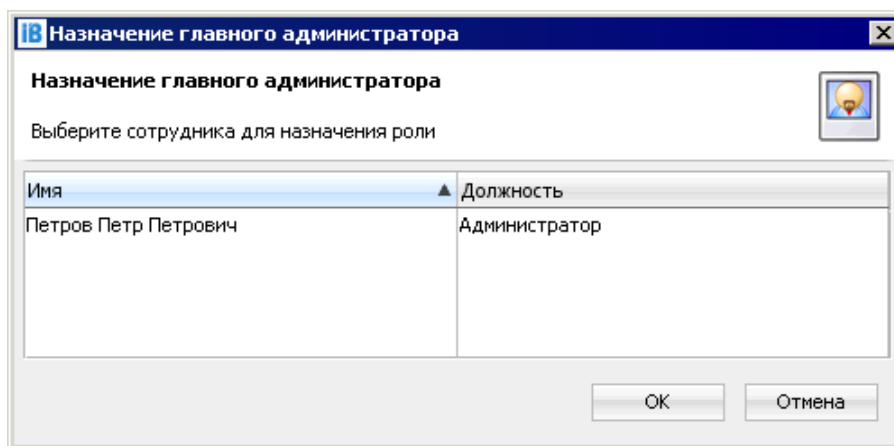 iB Назначение главного администратора
Назначение главного администратора
Выберите сотрудника для назначения роли
Имя Должность
Петров Петр Петрович Администратор
OK Отмена